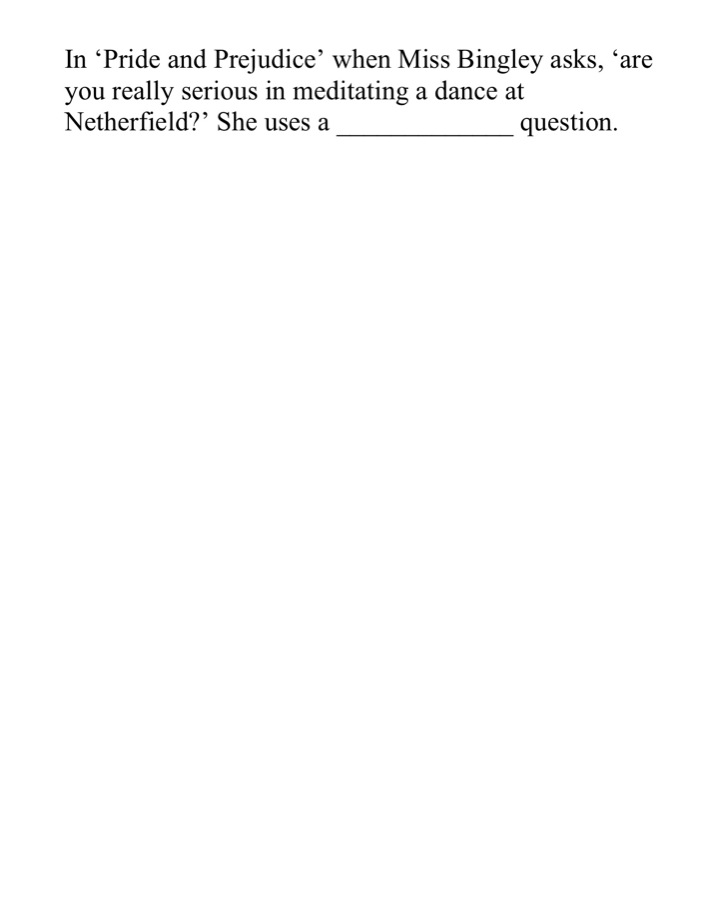 In ‘Pride and Prejudice’ when Miss Bingley asks, ‘are
you really serious in meditating a dance at
Netherfield?’ She uses a _____________ question.